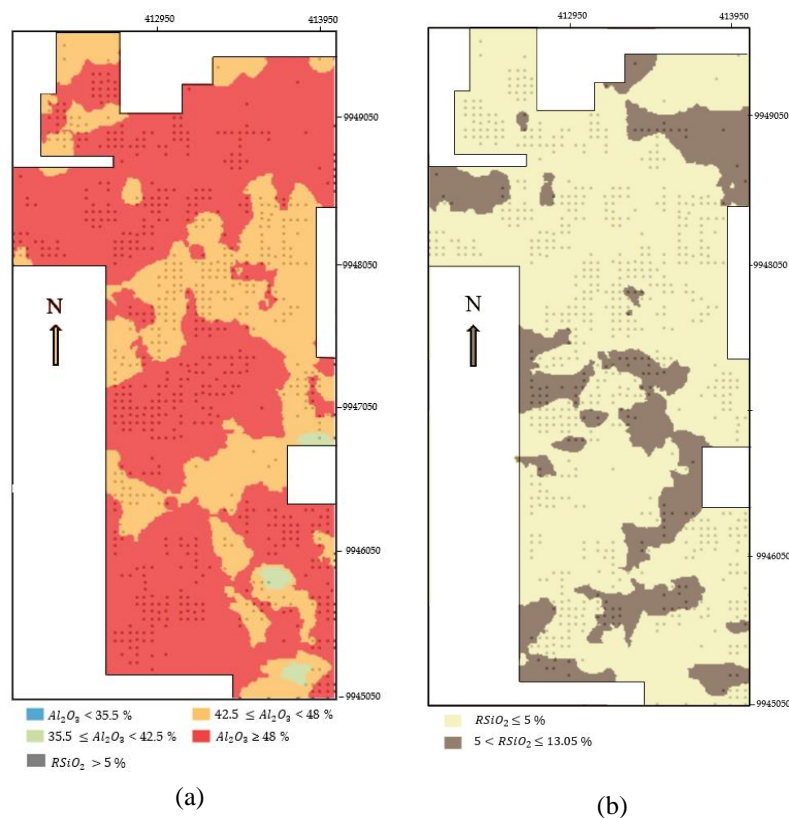 412950 413950
9949050
9948050
N
9947050
9946050
9945050
Al₂O₃ < 35.5 % 42.5 ≤ Al₂O₃ < 48 %
35.5 ≤ Al₂O₃ < 42.5 % Al₂O₃ ≥ 48 %
RSiO₂ > 5 %
(a)
412950 413950
9949050
9948050
N
9947050
9946050
9945050
RSiO₂ ≤ 5 %
5 < RSiO₂ ≤ 13.05 %
(b)